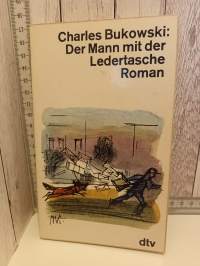 Charles Bukowski:
Der Mann mit der
Ledertasche
Roman
dtv